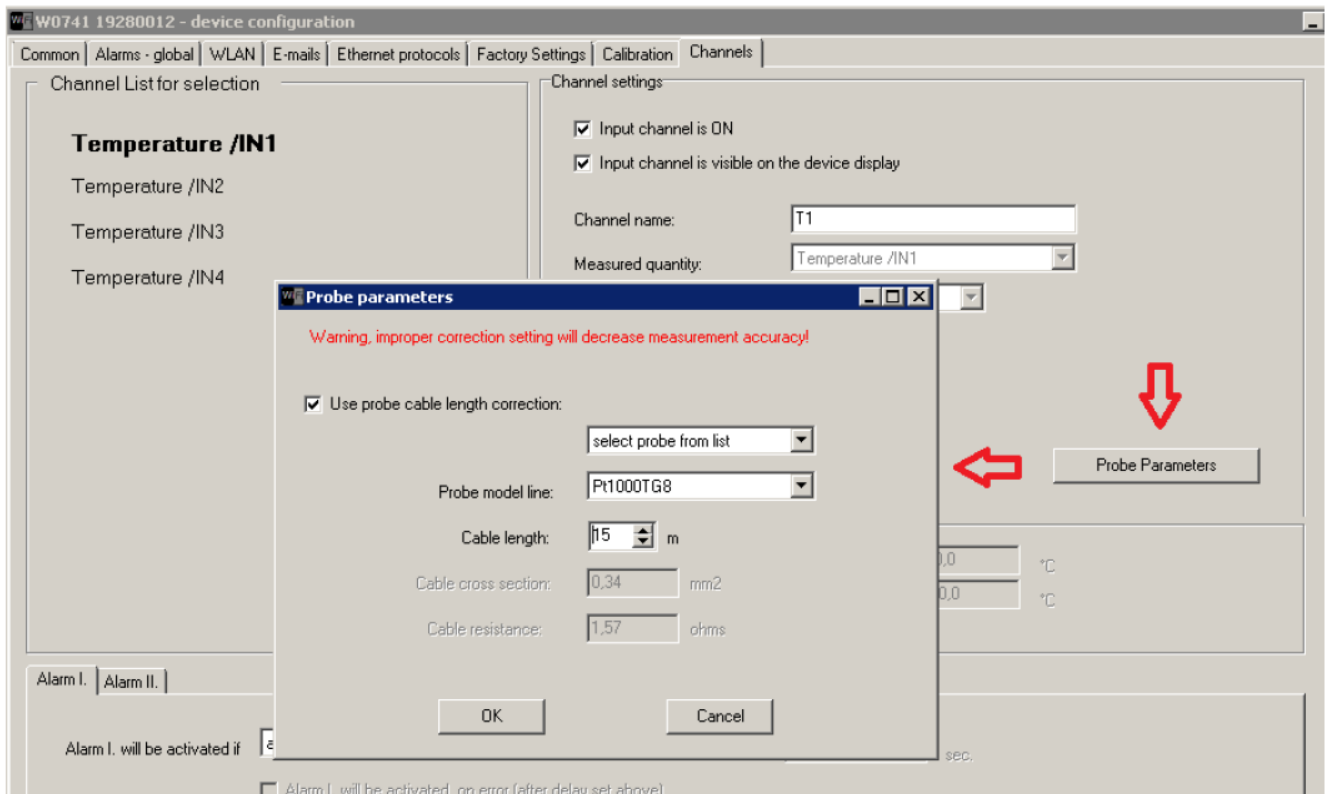 W0741 19280012 - device configuration
Common Alarms - global WLAN E-mails Ethernet protocols Factory Settings Calibration Channels
Channel List for selection
Temperature /IN1
Temperature /IN2
Temperature /IN3
Temperature /IN4
Channel settings
Input channel is ON
Input channel is visible on the device display
Channel name: T1
Measured quantity: Temperature /IN1
Probe Parameters
Probe parameters
Warning, improper correction setting will decrease measurement accuracy!
Use probe cable length correction:
select probe from list
Probe model line: Pt1000TG8
Cable length: 15 m
Cable cross section: 0,34 mm2
Cable resistance: 1,57 ohms
OK Cancel
0,0 °C
0,0 °C
Alarm I. Alarm II.
Alarm I. will be activated if
sec.
Alarm I. will be activated on error (after delay set above)